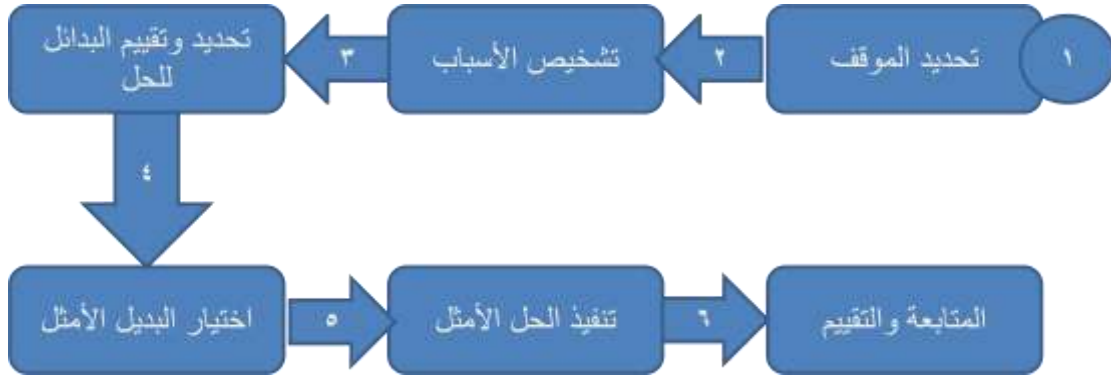 ١
تحديد الموقف
٢
تشخيص الأسباب
٣
تحديد وتقييم البدائل
للحل
٤
اختيار البديل الأمثل
٥
تنفيذ الحل الأمثل
٦
المتابعة والتقييم